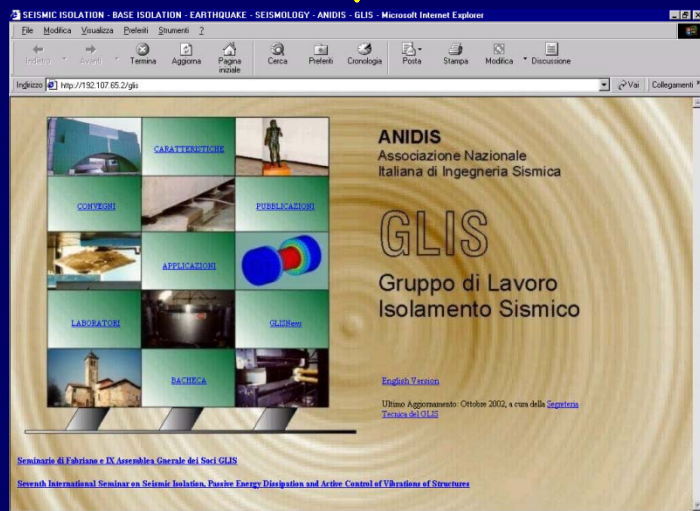 SEISMIC ISOLATION - BASE ISOLATION - EARTHQUAKE - SEISMOLOGY - ANIDIS - GLIS - Microsoft Internet Explorer
File Modifica Visualizza Preferiti Strumenti ?
Indietro Avanti Termina Aggiorna Pagina iniziale Cerca Preferiti Cronologia Posta Stampa Modifica Discussione
Indirizzo http://192.107.65.2/glis Vai Collegamenti
CARATTERISTICHE
CONVEGNI PUBBLICAZIONI
APPLICAZIONI
LABORATORI GLISNews
BACHECA
ANIDIS
Associazione Nazionale
Italiana di Ingegneria Sismica
GLIS
Gruppo di Lavoro
Isolamento Sismico
English Version
Ultimo Aggiornamento: Ottobre 2002, a cura della Segreteria
Tecnica del GLIS
Seminario di Fabriano e IX Assemblea Gnerale dei Soci GLIS
Seventh International Seminar on Seismic Isolation, Passive Energy Dissipation and Active Control of Vibrations of Structures